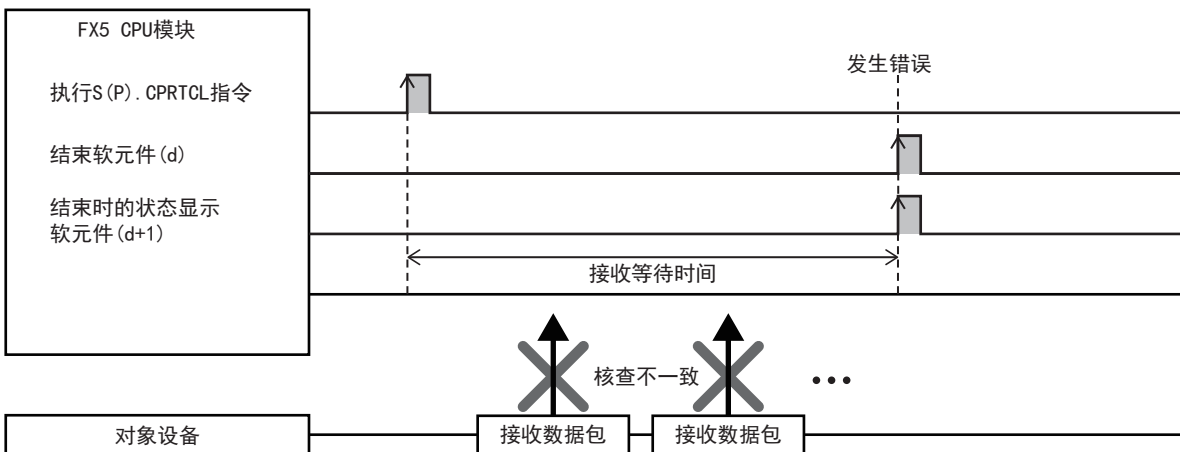 FX5 CPU模块
发生错误
执行S(P).CPRTCL指令
结束软元件(d)
结束时的状态显示
软元件(d+1)
接收等待时间
核查不一致
•••
对象设备
接收数据包
接收数据包